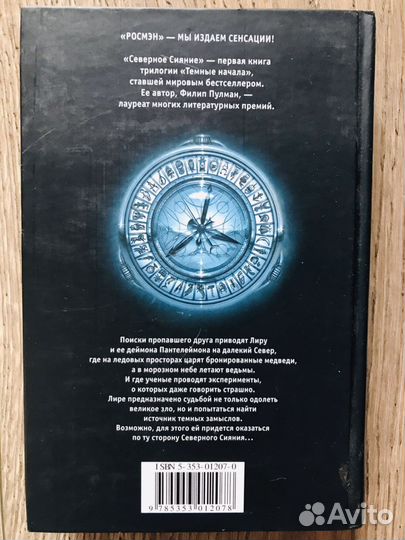 «РОСМЭН» — МЫ ИЗДАЕМ СЕНСАЦИИ!
«Северное Сияние» — первая книга
трилогии «Темные начала»,
ставшей мировым бестселлером.
Ее автор, Филип Пулман, —
лауреат многих литературных премий.
Поиски пропавшего друга приводят Лиру
и ее деймона Пантелеймона на далекий Север,
где на ледовых просторах царят бронированные медведи,
а в морозном небе летают ведьмы.
И где ученые проводят эксперименты,
о которых даже говорить страшно.
Лире предназначено судьбой не только одолеть
великое зло, но и попытаться найти
источник темных замыслов.
Возможно, для этого ей придется оказаться
по ту сторону Северного Сияния...
ISBN 5-353-01207-0
9 785353 012078
Avito